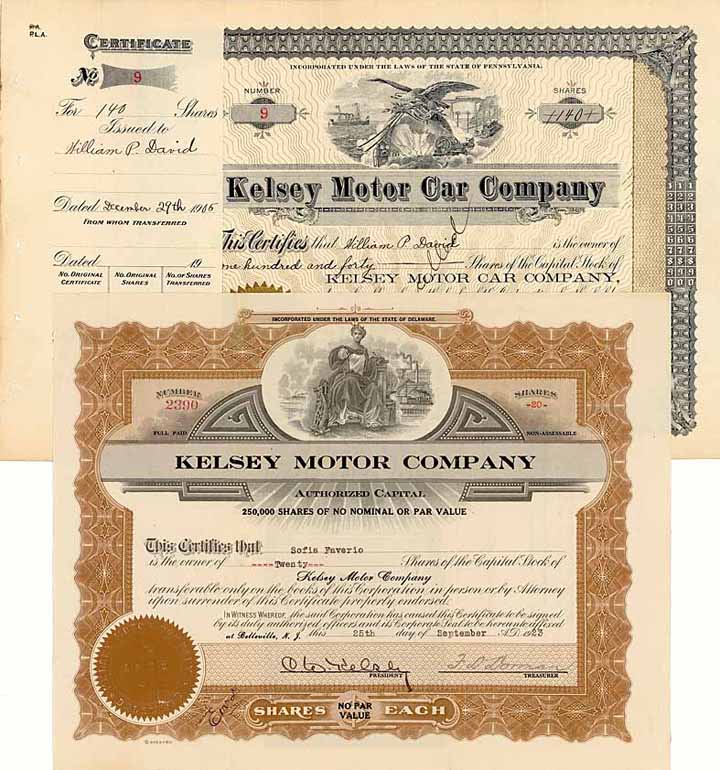 P.L.A.
CERTIFICATE
No 9
For 140 Shares
Issued to
William P. David
Dated December 29th 1905
FROM WHOM TRANSFERRED
Dated 19
NO. ORIGINAL CERTIFICATE NO. ORIGINAL SHARES NO. OF SHARES TRANSFERRED
INCORPORATED UNDER THE LAWS OF THE STATE OF PENNSYLVANIA.
NUMBER
9
SHARES
140
Kelsey Motor Car Company
This Certifies that William P. David is the owner of
One hundred and forty Shares of the Capital Stock of
KELSEY MOTOR CAR COMPANY,
INCORPORATED UNDER THE LAWS OF THE STATE OF DELAWARE.
NUMBER
2390
SHARES
-20-
FULL PAID
NON-ASSESSABLE
KELSEY MOTOR COMPANY
AUTHORIZED CAPITAL
250,000 SHARES OF NO NOMINAL OR PAR VALUE
This Certifies that Sofia Faverio
is the owner of ----Twenty--- Shares of the Capital Stock of
Kelsey Motor Company
transferable only on the books of this Corporation in person or by Attorney
upon surrender of this Certificate properly endorsed.
IN WITNESS WHEREOF, the said Corporation has caused this Certificate to be signed
by its duly authorized officers and its Corporate Seal to be hereunto affixed
at Belleville, N. J. this 25th day of September A.D. 1923
C. W. Kelsey
PRESIDENT
TREASURER
SHARES NO PAR VALUE EACH